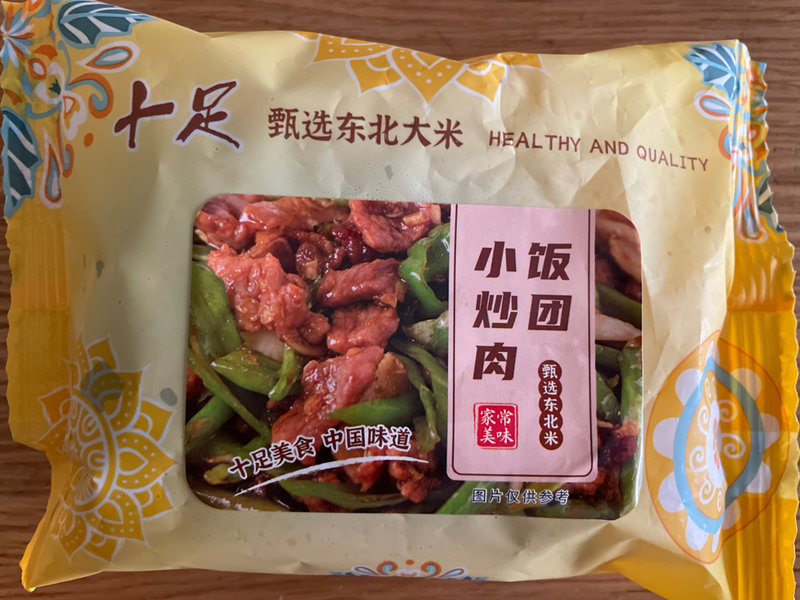 十足
甄选东北大米
HEALTHY AND QUALITY
小炒肉
饭团
甄选东北米
家常
美味
十足美食 中国味道
图片仅供参考